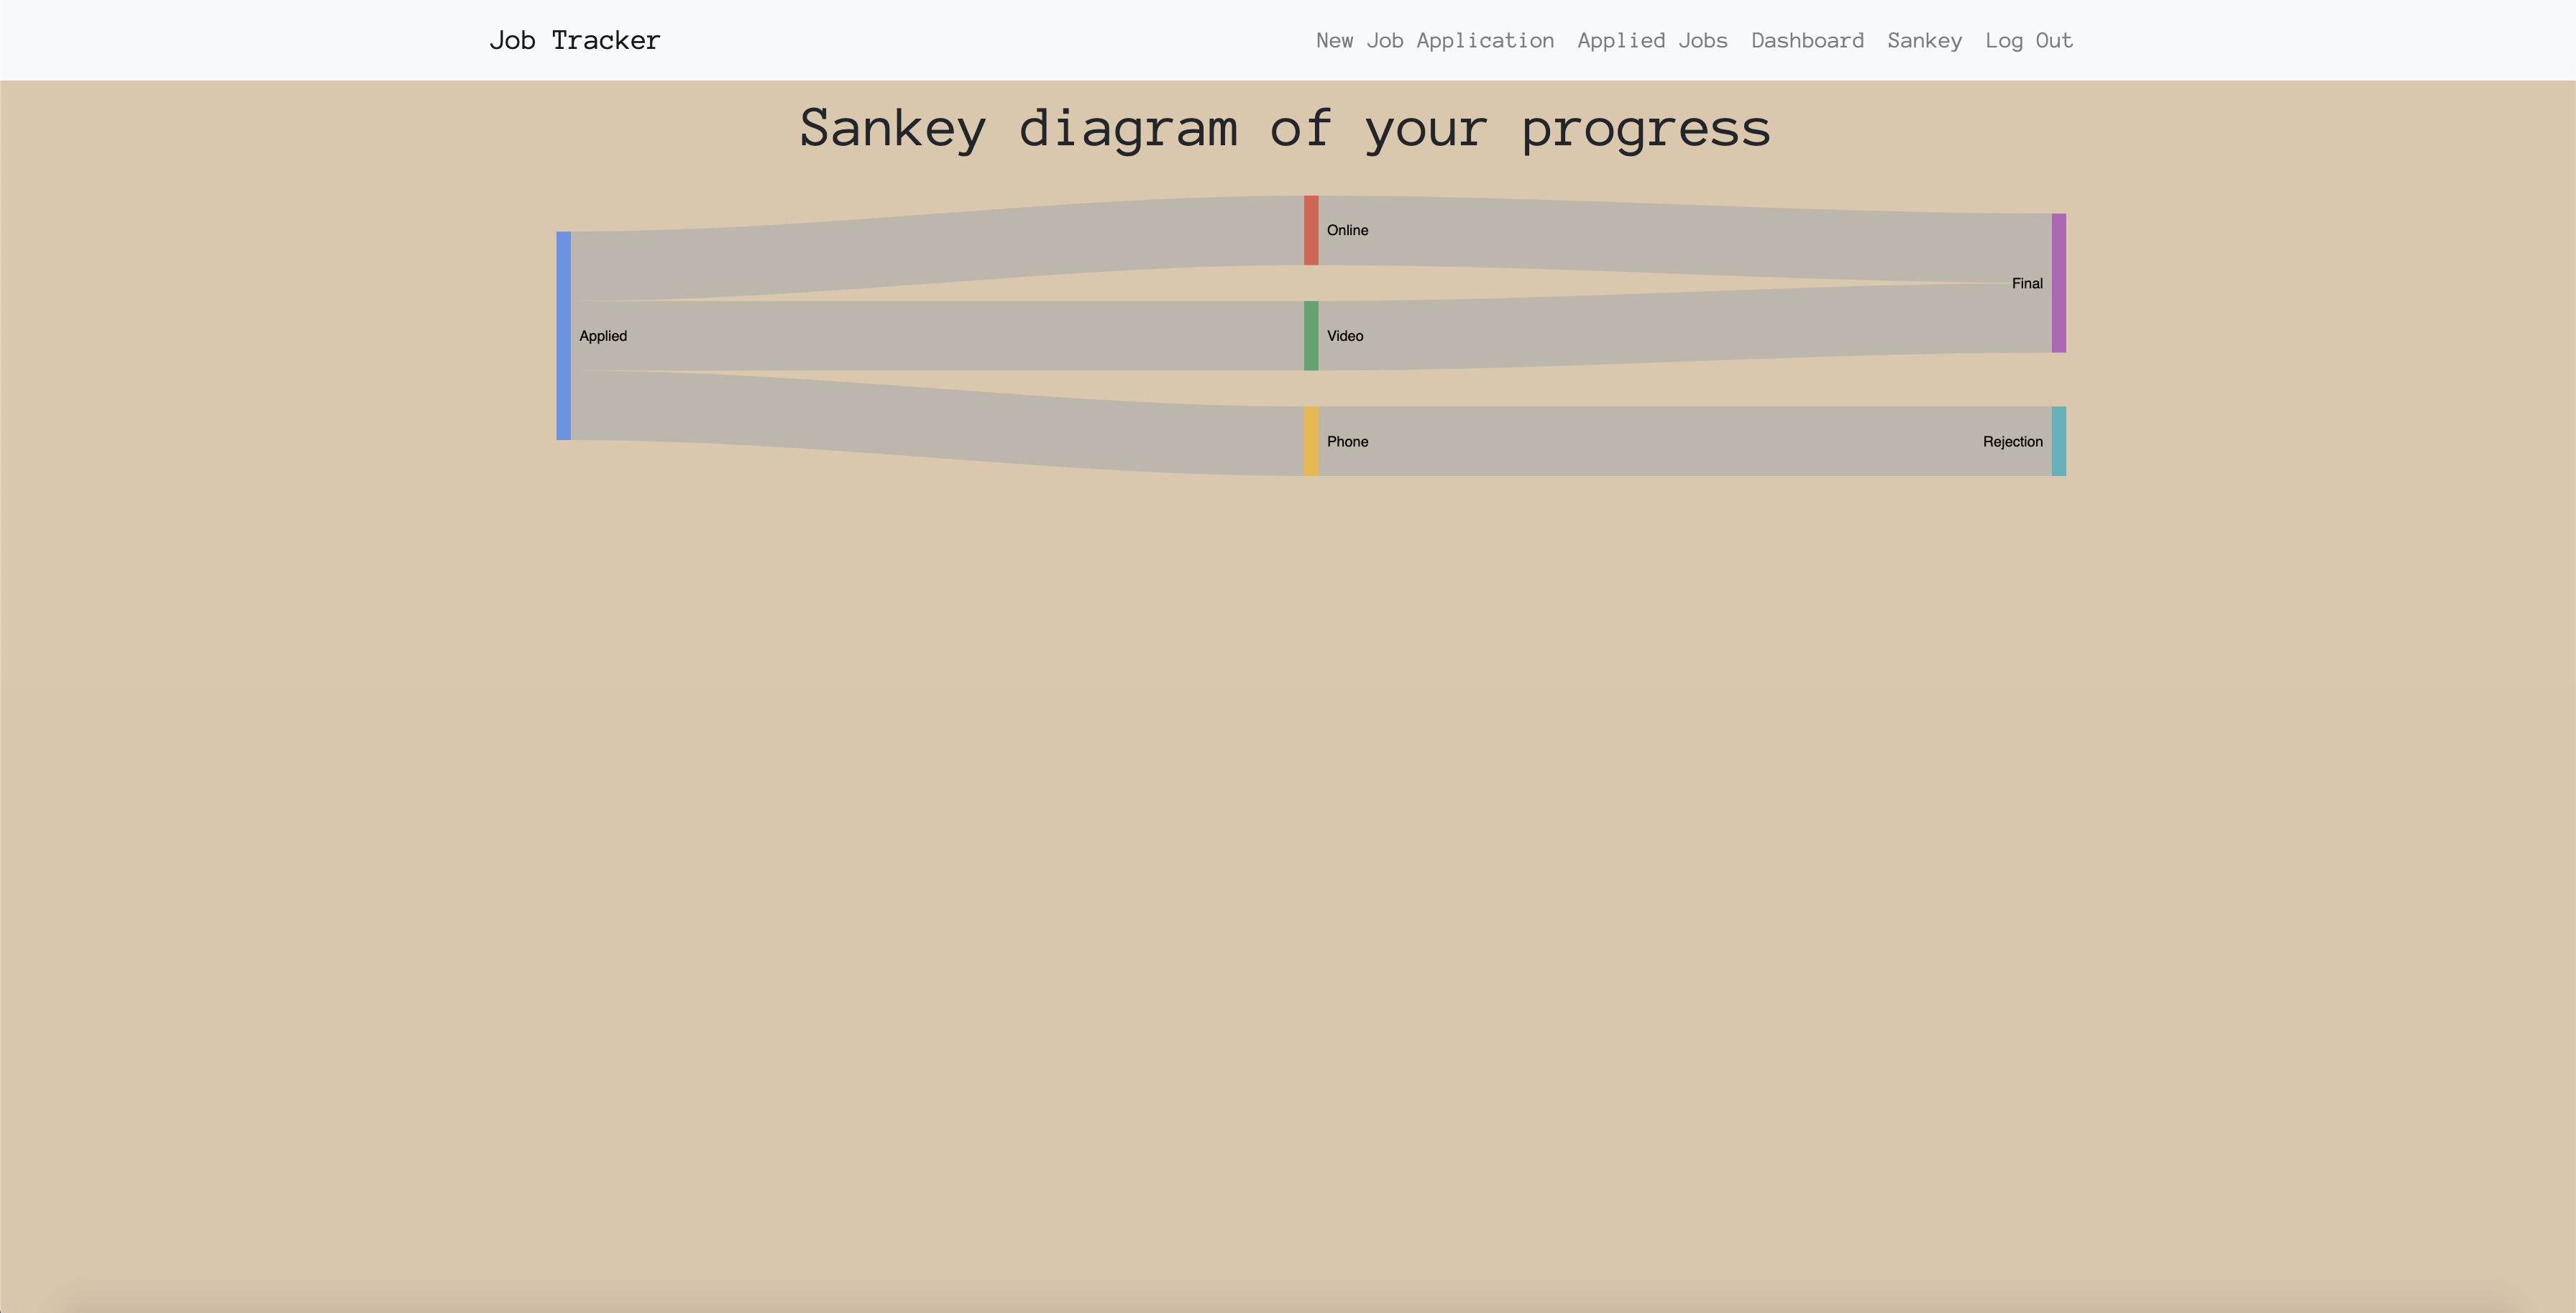 Job Tracker
New Job Application Applied Jobs Dashboard Sankey Log Out
Sankey diagram of your progress
Online
Final
Applied
Video
Phone
Rejection